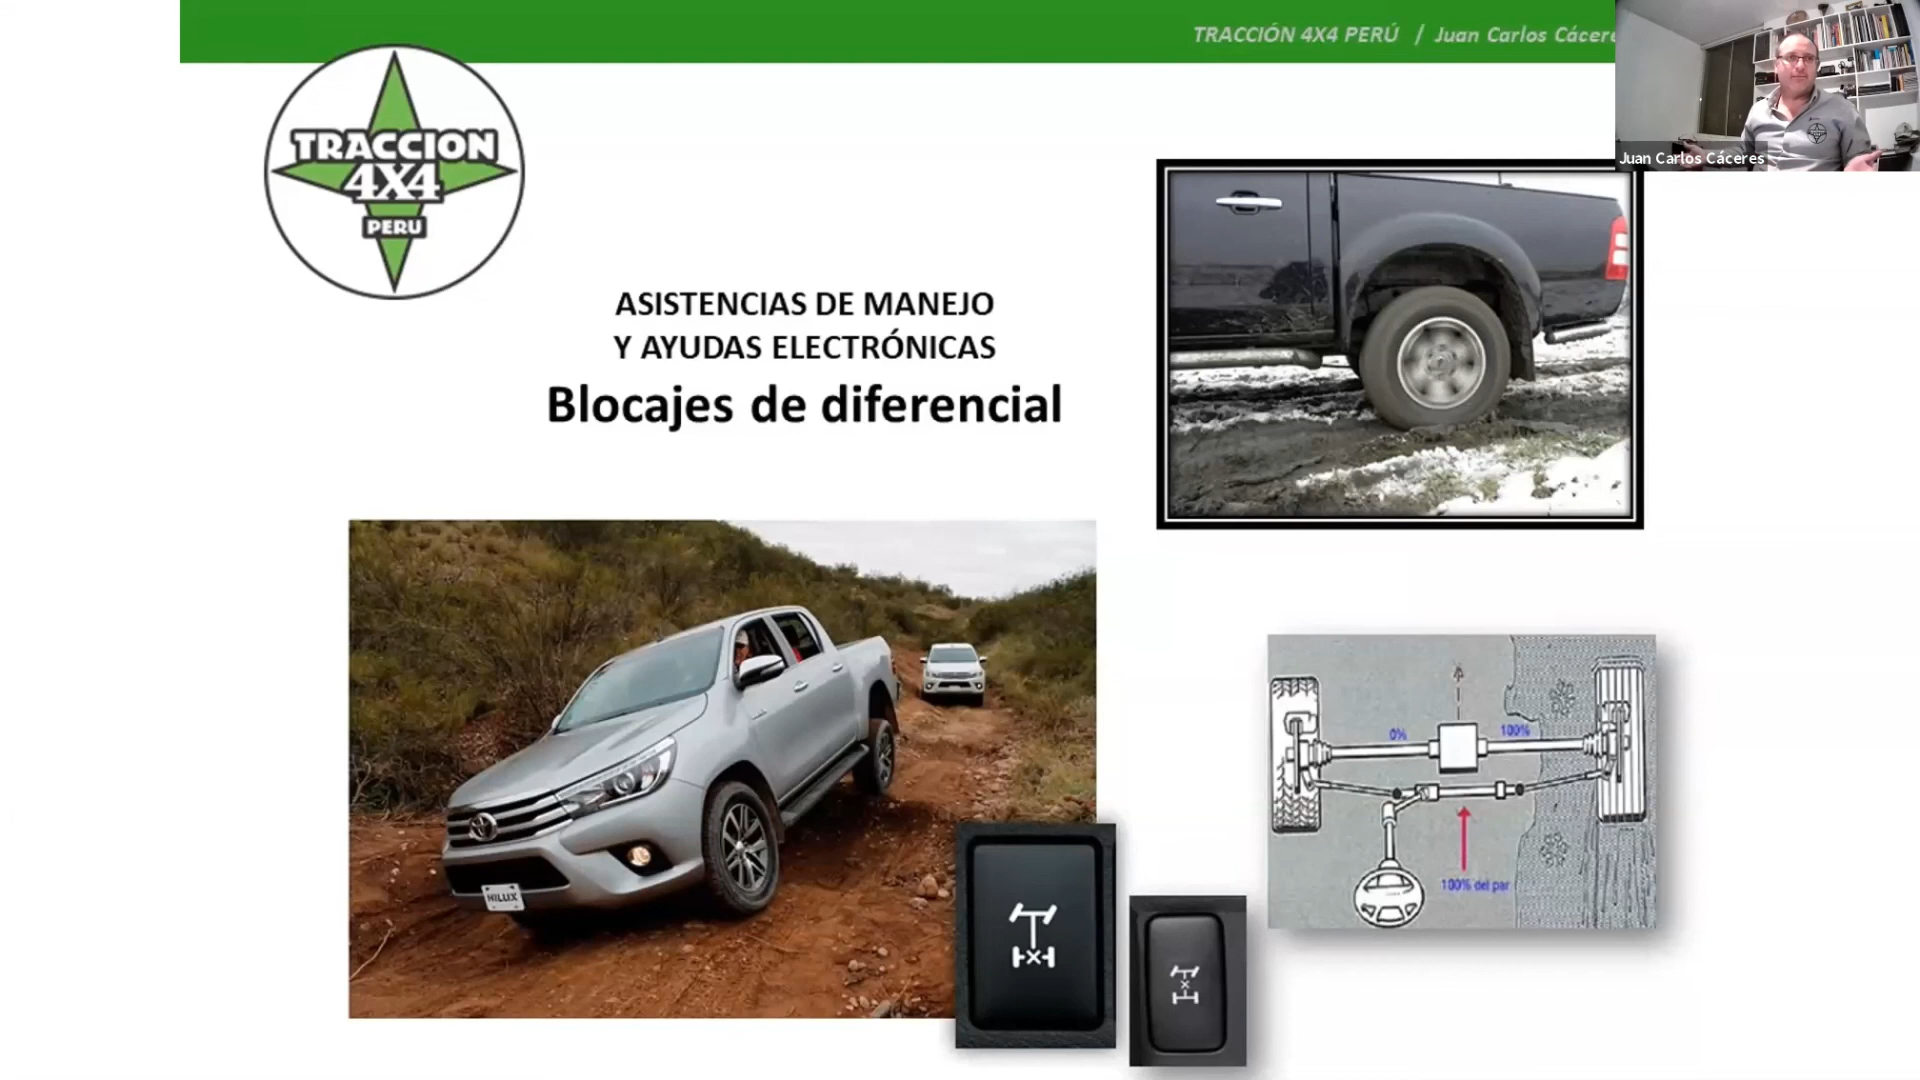 TRACCIÓN 4X4 PERÚ / Juan Carlos Cácere
Juan Carlos Cáceres
TRACCION
4X4
PERU
ASISTENCIAS DE MANEJO
Y AYUDAS ELECTRÓNICAS
Blocajes de diferencial
HILUX
0%
100%
100% del par